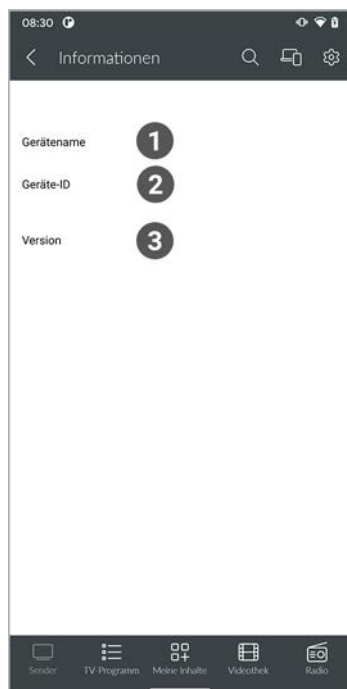 08:30
Informationen
Gerätename 1
Geräte-ID 2
Version 3
Sender TV-Programm Meine Inhalte Videothek Radio